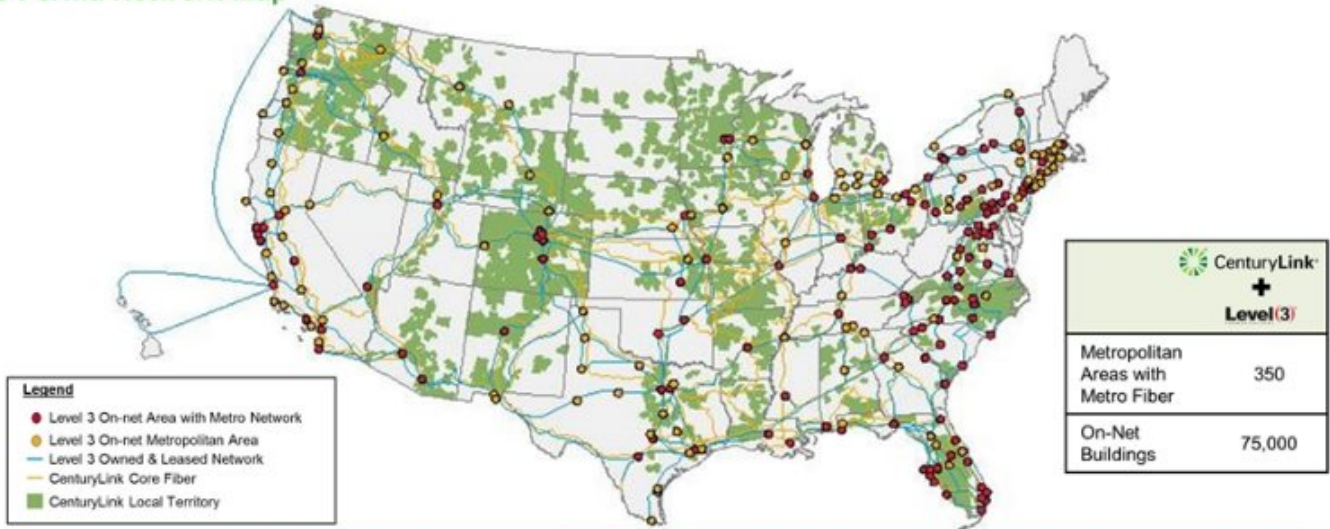 CenturyLink
+
Level(3)
Metropolitan
Areas with
Metro Fiber
350
On-Net
Buildings
75,000
Legend
Level 3 On-net Area with Metro Network
Level 3 On-net Metropolitan Area
Level 3 Owned & Leased Network
CenturyLink Core Fiber
CenturyLink Local Territory